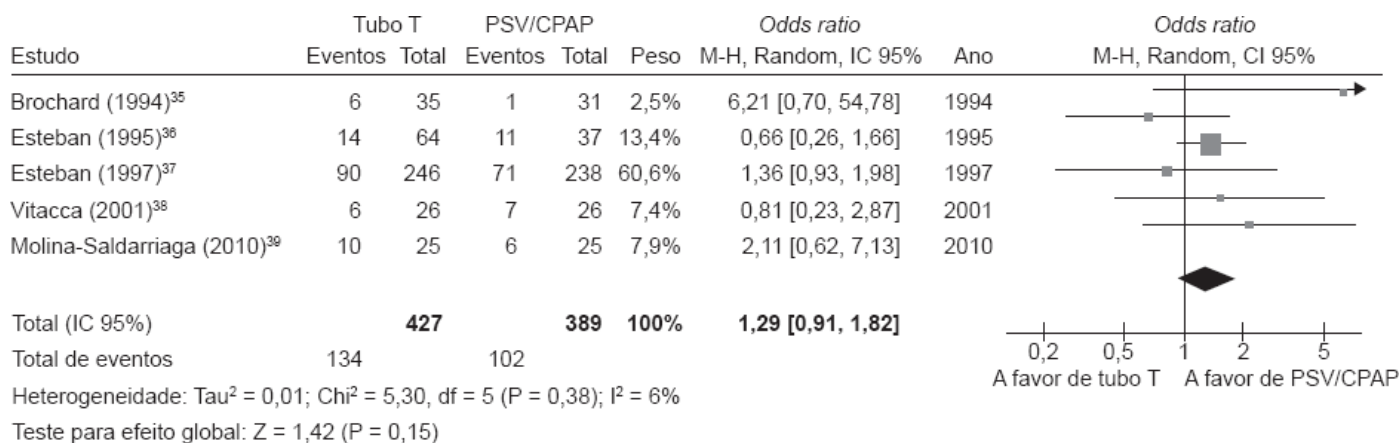 Tubo T PSV/CPAP Odds ratio Odds ratio
Estudo Eventos Total Eventos Total Peso M-H, Random, IC 95% Ano M-H, Random, CI 95%
Brochard (1994)³⁵ 6 35 1 31 2,5% 6,21 [0,70, 54,78] 1994
Esteban (1995)³⁶ 14 64 11 37 13,4% 0,66 [0,26, 1,66] 1995
Esteban (1997)³⁷ 90 246 71 238 60,6% 1,36 [0,93, 1,98] 1997
Vitacca (2001)³⁸ 6 26 7 26 7,4% 0,81 [0,23, 2,87] 2001
Molina-Saldarriaga (2010)³⁹ 10 25 6 25 7,9% 2,11 [0,62, 7,13] 2010
Total (IC 95%) 427 389 100% 1,29 [0,91, 1,82]
Total de eventos 134 102
Heterogeneidade: Tau² = 0,01; Chi² = 5,30, df = 5 (P = 0,38); I² = 6%
Teste para efeito global: Z = 1,42 (P = 0,15)
0,2 0,5 1 2 5
A favor de tubo T A favor de PSV/CPAP